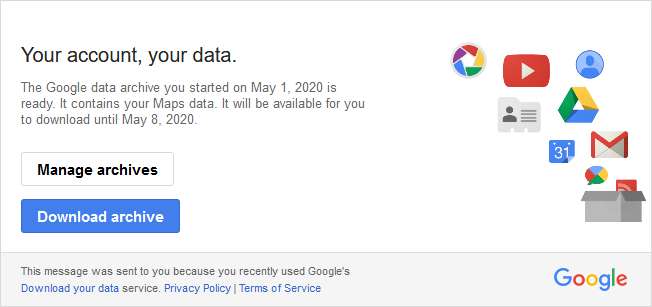 Your account, your data.
The Google data archive you started on May 1, 2020 is
ready. It contains your Maps data. It will be available for you
to download until May 8, 2020.
Manage archives
Download archive
31
This message was sent to you because you recently used Google's
Download your data service. Privacy Policy | Terms of Service
Google